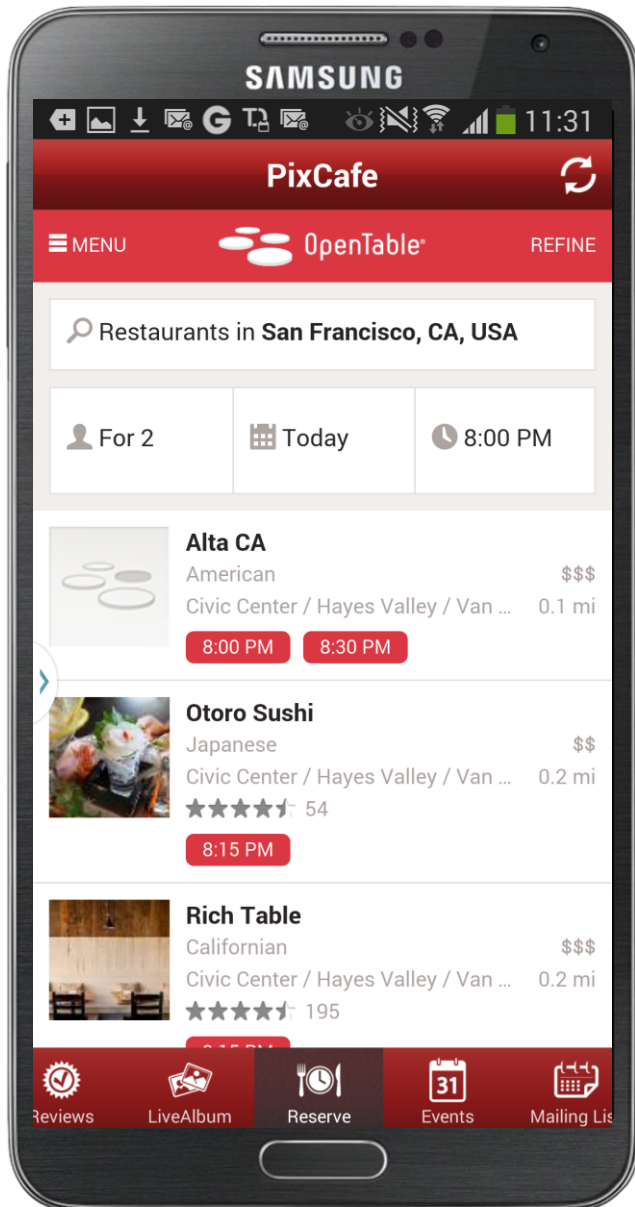 SAMSUNG
11:31
PixCafe
MENU
OpenTable®
REFINE
Restaurants in San Francisco, CA, USA
For 2
Today
8:00 PM
Alta CA
American
$$$
Civic Center / Hayes Valley / Van ...
0.1 mi
8:00 PM
8:30 PM
Otoro Sushi
Japanese
$$
Civic Center / Hayes Valley / Van ...
0.2 mi
54
8:15 PM
Rich Table
Californian
$$$
Civic Center / Hayes Valley / Van ...
0.2 mi
195
31
Reviews
LiveAlbum
Reserve
Events
Mailing Lis